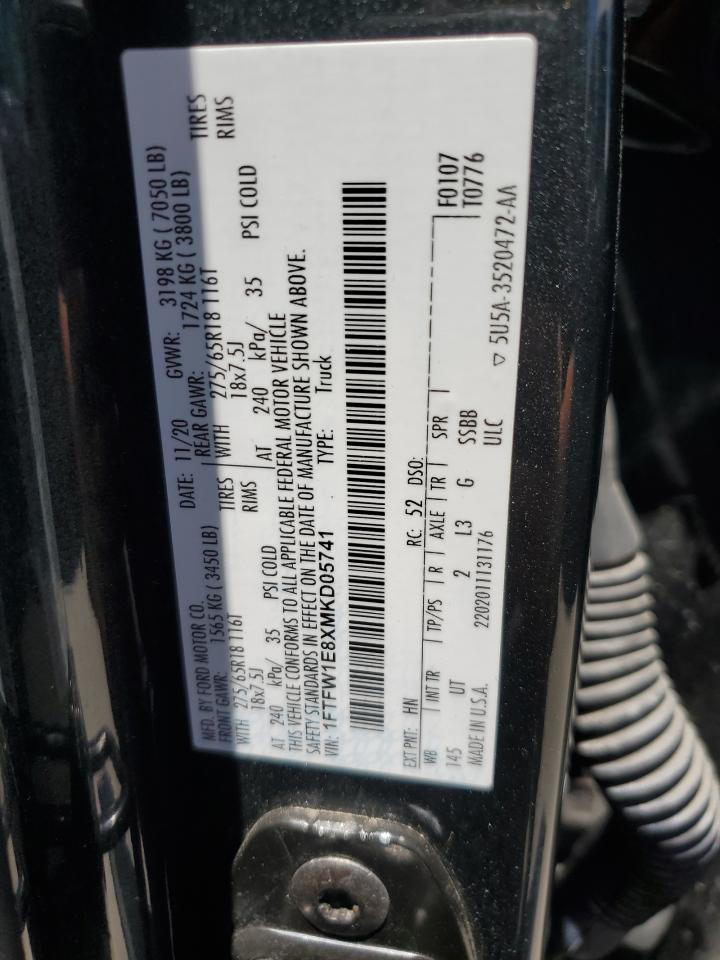 MFD. BY FORD MOTOR CO. DATE: 11/20 GVWR: 3198 KG ( 7050 LB)
FRONT GAWR: 1565 KG ( 3450 LB) REAR GAWR: 1724 KG ( 3800 LB)
WITH 275/65R18 116T TIRES WITH 275/65R18 116T TIRES
18x7.5J RIMS 18x7.5J RIMS
AT 240 kPa/ 35 PSI COLD AT 240 kPa/ 35 PSI COLD
THIS VEHICLE CONFORMS TO ALL APPLICABLE FEDERAL MOTOR VEHICLE
SAFETY STANDARDS IN EFFECT ON THE DATE OF MANUFACTURE SHOWN ABOVE.
VIN: 1FTFW1E8XMKD05741 TYPE: Truck
EXT PNT: HN RC: 52 DSO: F0107
WB INT TR TP/PS R AXLE TR SPR T0776
145 UT 2 L3 G SSBB
MADE IN U.S.A. 22020111131176 ULC ▽ 5U5A-3520472-AA